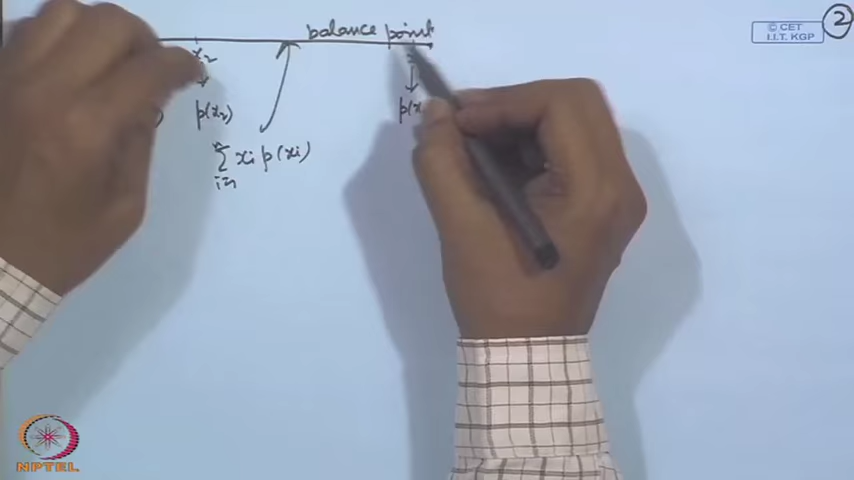 balance point
x₂
p(x₂)
Σ xi p(xi)
i=1
© CET
I.I.T. KGP
2
NPTEL